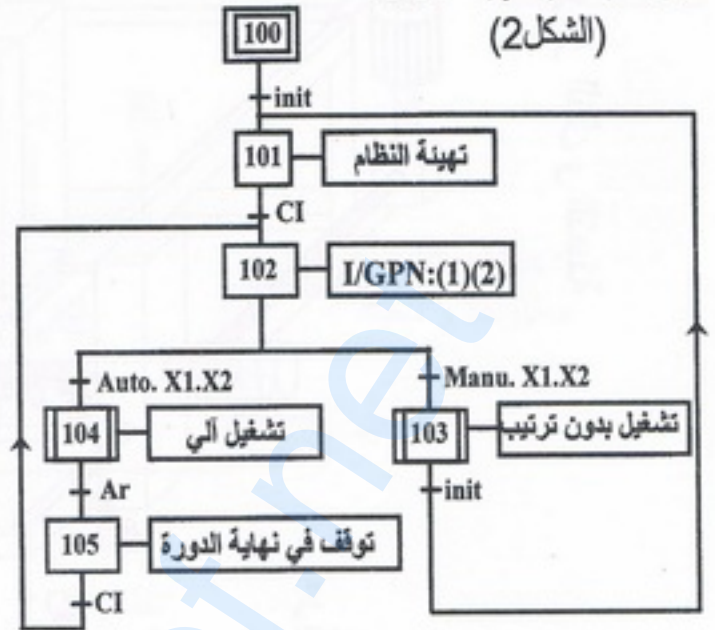 (الشكل2)
100
init
101 تهيئة النظام
CI
102 I/GPN:(1)(2)
Auto. X1.X2 Manu. X1.X2
104 تشغيل آلي 103 تشغيل بدون ترتيب
Ar init
105 توقف في نهاية الدورة
CI